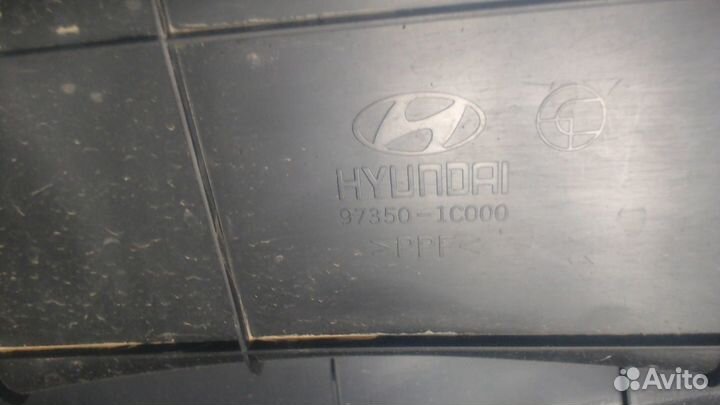 HYUNDAI
97350-1C000
>PPF<
Avito